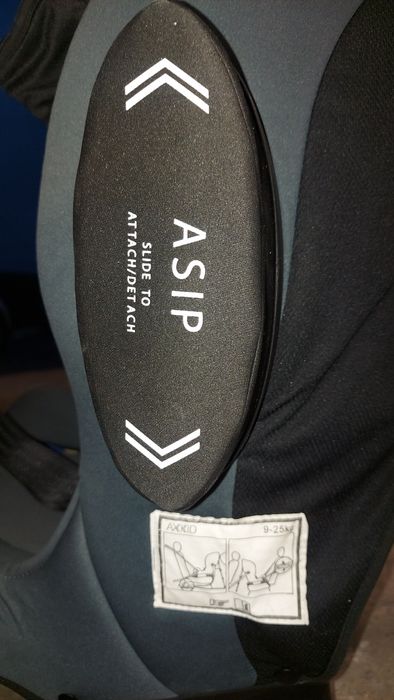 ASIP
SLIDE TO
ATTACH/DETACH
AXKID 9-25kg